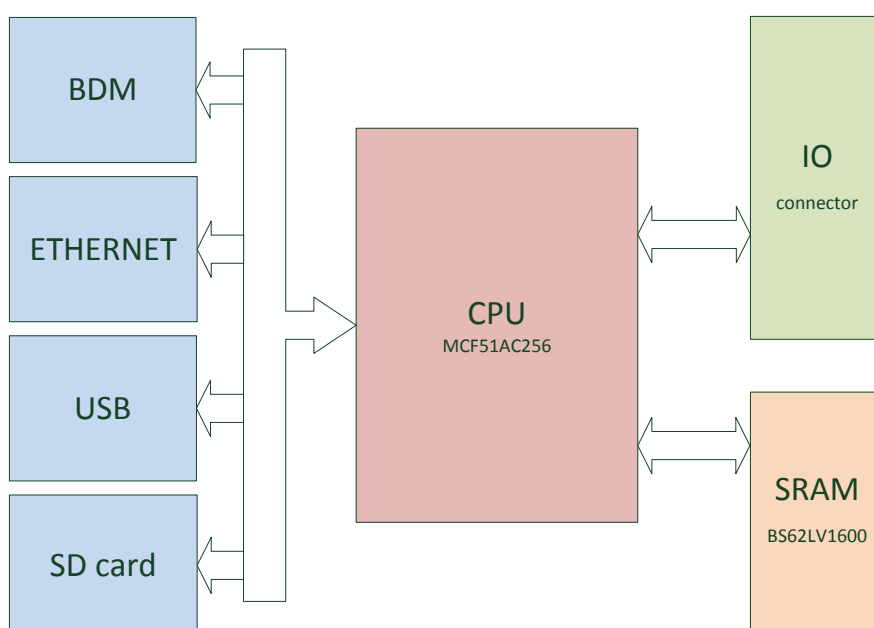 BDM
ETHERNET
USB
SD card
CPU
MCF51AC256
IO
connector
SRAM
BS62LV1600